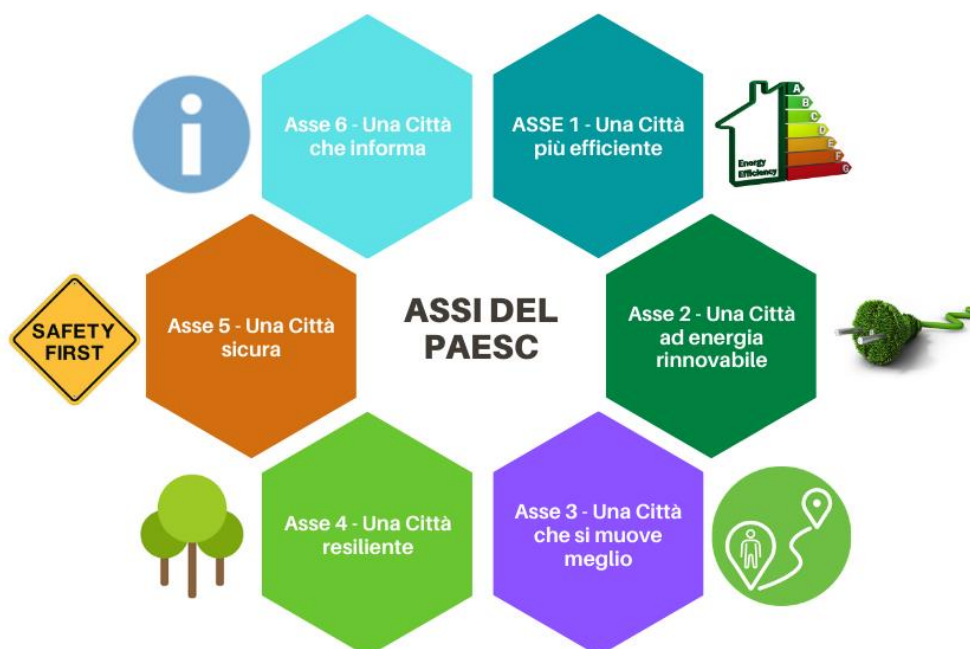 Asse 6 - Una Città
che informa
ASSE 1 - Una Città
più efficiente
A
B
C
D
E
F
G
Energy
Efficiency
SAFETY
FIRST
Asse 5 - Una Città
sicura
ASSI DEL
PAESC
Asse 2 - Una Città
ad energia
rinnovabile
Asse 4 - Una Città
resiliente
Asse 3 - Una Città
che si muove
meglio